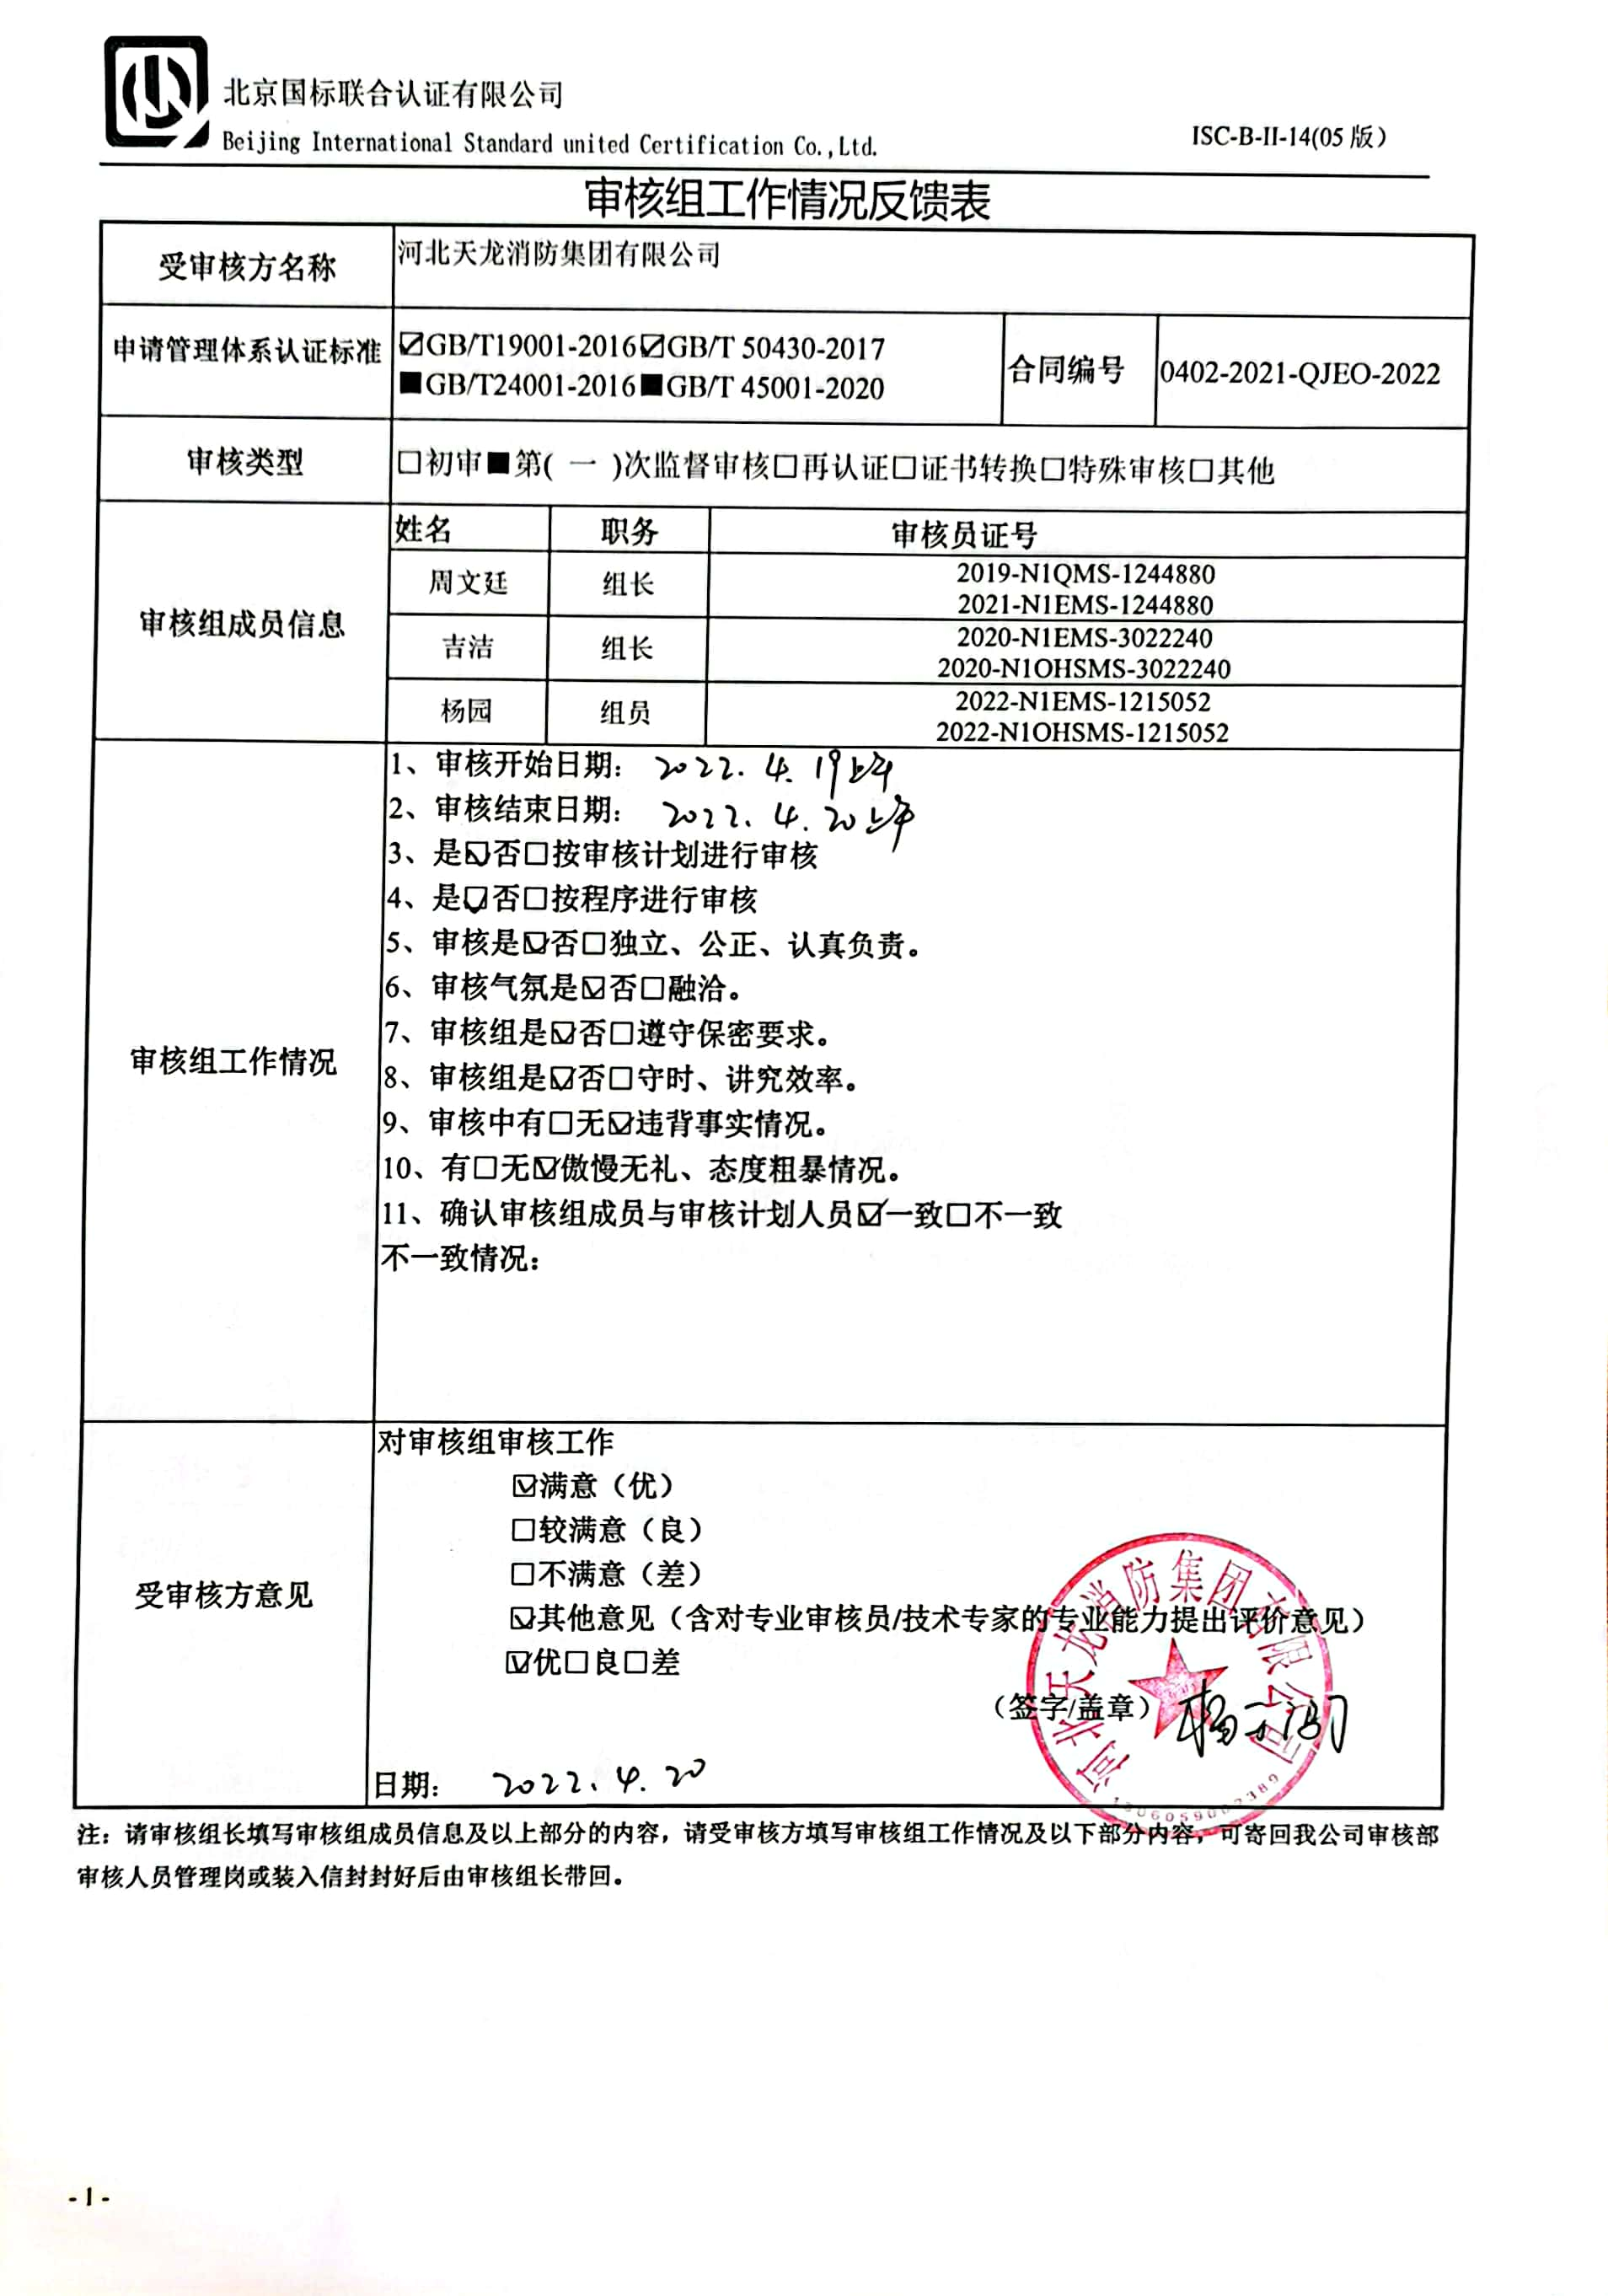 北京国标联合认证有限公司
Beijing International Standard united Certification Co.,Ltd.
ISC-B-II-14(05 版)
审核组工作情况反馈表
受审核方名称
河北天龙消防集团有限公司
申请管理体系认证标准
☑GB/T19001-2016☑GB/T 50430-2017
■GB/T24001-2016■GB/T 45001-2020
合同编号
0402-2021-QJEO-2022
审核类型
□初审■第( 一 )次监督审核□再认证□证书转换□特殊审核□其他
审核组成员信息
姓名 职务 审核员证号
周文廷 组长 2019-N1QMS-1244880
2021-N1EMS-1244880
吉洁 组长 2020-N1EMS-3022240
2020-N1OHSMS-3022240
杨园 组员 2022-N1EMS-1215052
2022-N1OHSMS-1215052
审核组工作情况
1、审核开始日期: 2022.4.19上午
2、审核结束日期: 2022.4.20上午
3、是☑否□按审核计划进行审核
4、是☑否□按程序进行审核
5、审核是☑否□独立、公正、认真负责。
6、审核气氛是☑否□融洽。
7、审核组是☑否□遵守保密要求。
8、审核组是☑否□守时、讲究效率。
9、审核中有□无☑违背事实情况。
10、有□无☑傲慢无礼、态度粗暴情况。
11、确认审核组成员与审核计划人员☑一致□不一致
不一致情况:
受审核方意见
对审核组审核工作
☑满意（优）
□较满意（良）
□不满意（差）
☑其他意见（含对专业审核员/技术专家的专业能力提出评价意见）
☑优□良□差
（签字/盖章）
河北天龙消防集团有限公司
日期: 2022.4.20
注: 请审核组长填写审核组成员信息及以上部分的内容，请受审核方填写审核组工作情况及以下部分内容，可寄回我公司审核部
审核人员管理岗或装入信封封好后由审核组长带回。
- 1 -